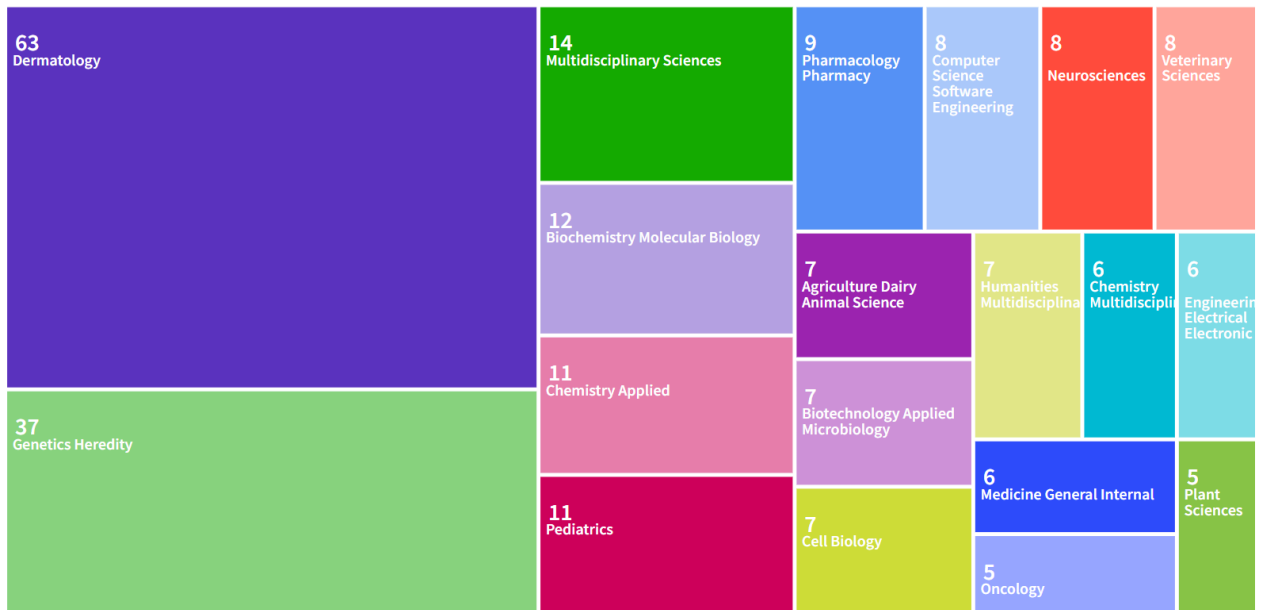 63
Dermatology
37
Genetics Heredity
14
Multidisciplinary Sciences
12
Biochemistry Molecular Biology
11
Chemistry Applied
11
Pediatrics
9
Pharmacology
Pharmacy
8
Computer
Science
Software
Engineering
8
Neurosciences
8
Veterinary
Sciences
7
Agriculture Dairy
Animal Science
7
Biotechnology Applied
Microbiology
7
Cell Biology
7
Humanities
Multidisciplina
6
Chemistry
Multidisciplin
6
Engineerin
Electrical
Electronic
6
Medicine General Internal
5
Oncology
5
Plant
Sciences